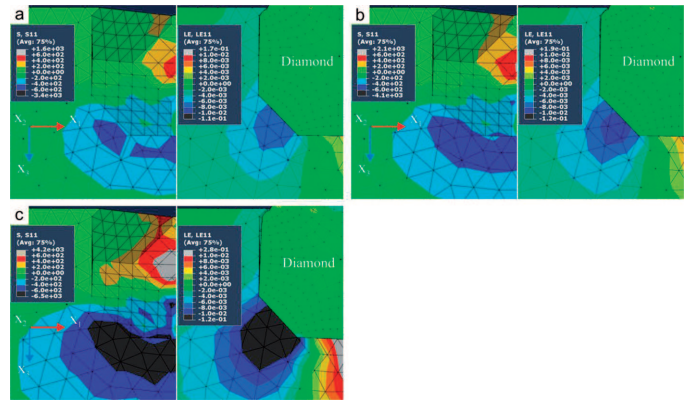 a
S, S11
(Avg: 75%)
+1.6e+03
+6.0e+02
+4.0e+02
+2.0e+02
+0.0e+00
-2.0e+02
-4.0e+02
-6.0e+02
-3.4e+03
LE, LE11
(Avg: 75%)
+1.7e-01
+1.0e-02
+8.0e-03
+6.0e-03
+4.0e-03
+2.0e-03
+0.0e+00
-2.0e-03
-4.0e-03
-6.0e-03
-8.0e-03
-1.0e-02
-1.1e-01
Diamond
b
S, S11
(Avg: 75%)
+2.1e+03
+6.0e+02
+4.0e+02
+2.0e+02
+0.0e+00
-2.0e+02
-4.0e+02
-6.0e+02
-4.1e+03
LE, LE11
(Avg: 75%)
+1.9e-01
+1.0e-02
+8.0e-03
+6.0e-03
+4.0e-03
+2.0e-03
+0.0e+00
-2.0e-03
-4.0e-03
-6.0e-03
-8.0e-03
-1.0e-02
-1.2e-01
Diamond
c
S, S11
(Avg: 75%)
+4.2e+03
+6.0e+02
+4.0e+02
+2.0e+02
+0.0e+00
-2.0e+02
-4.0e+02
-6.0e+02
-6.5e+03
LE, LE11
(Avg: 75%)
+2.8e-01
+1.0e-02
+8.0e-03
+6.0e-03
+4.0e-03
+2.0e-03
+0.0e+00
-2.0e-03
-4.0e-03
-6.0e-03
-8.0e-03
-1.0e-02
-1.2e-01
Diamond